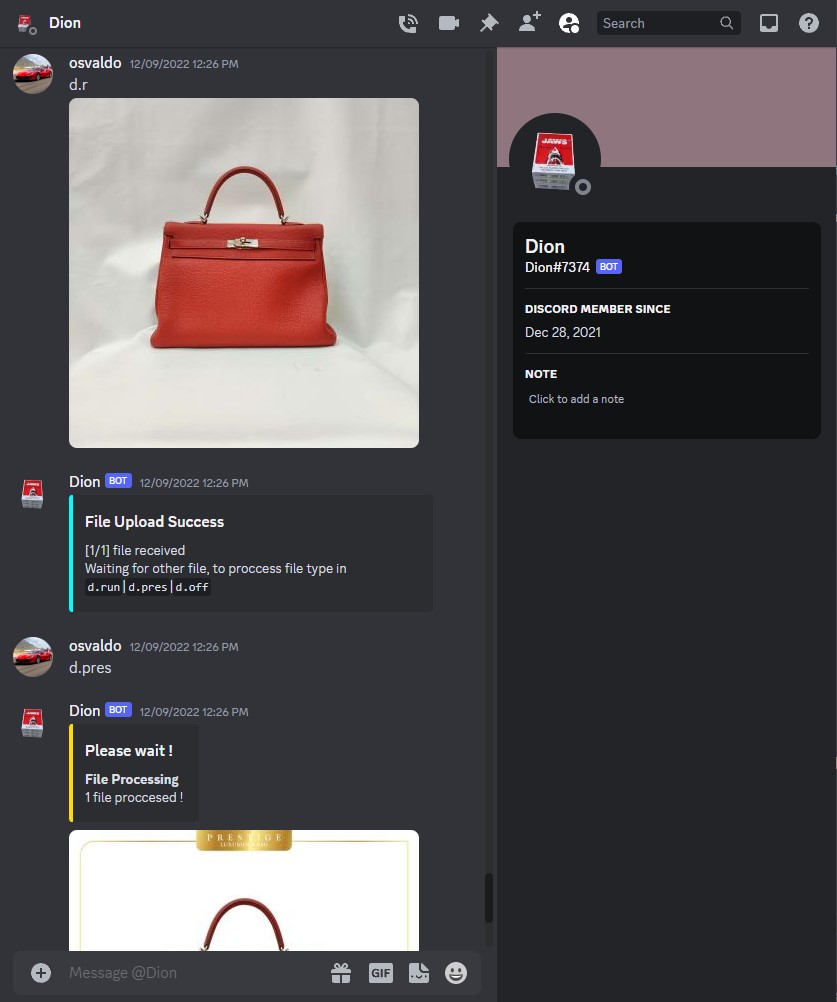 Dion
Search
osvaldo 12/09/2022 12:26 PM
d.r
Dion BOT 12/09/2022 12:26 PM
File Upload Success
[1/1] file received
Waiting for other file, to proccess file type in
d.run|d.pres|d.off
osvaldo 12/09/2022 12:26 PM
d.pres
Dion BOT 12/09/2022 12:26 PM
Please wait !
File Processing
1 file proccesed !
PRESTIGE
Message @Dion
GIF
JAWS
Dion
Dion#7374 BOT
DISCORD MEMBER SINCE
Dec 28, 2021
NOTE
Click to add a note